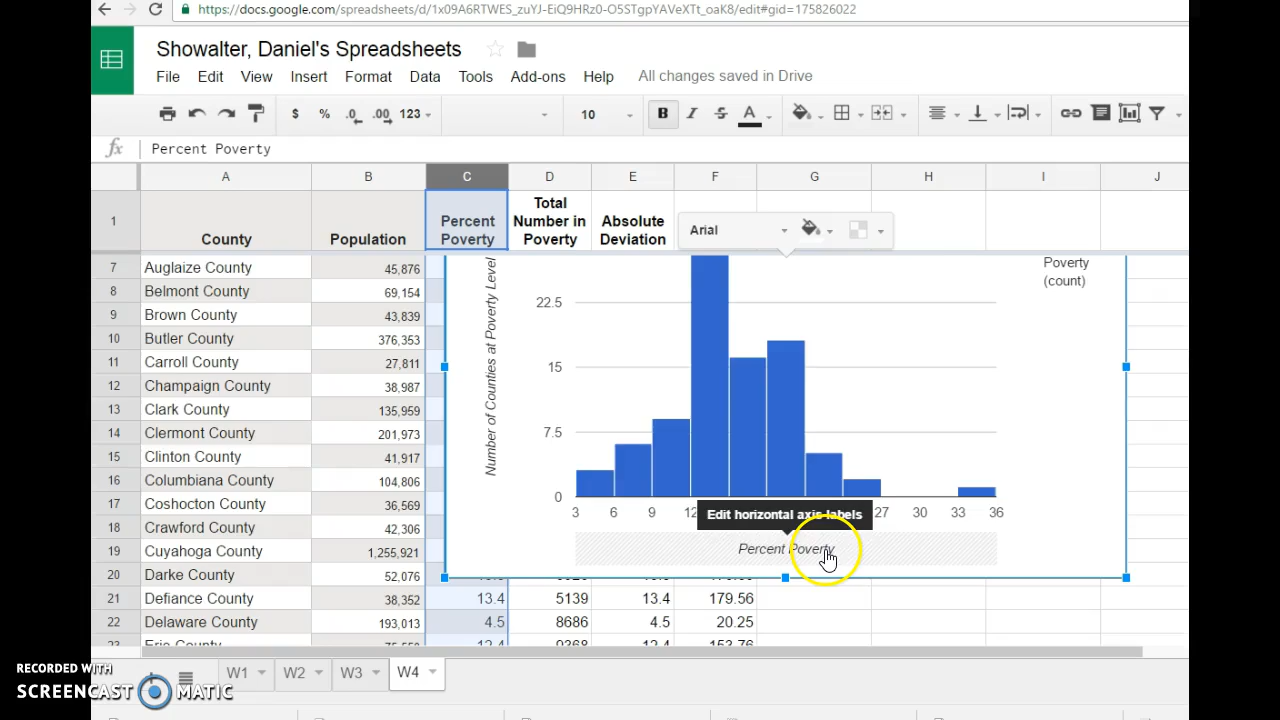 https://docs.google.com/spreadsheets/d/1x09A6RTWES_zuYJ-EiQ9HRz0-O5STgpYAVeXTt_oaK8/edit#gid=175826022
Showalter, Daniel's Spreadsheets
File Edit View Insert Format Data Tools Add-ons Help All changes saved in Drive
$ % .0 .00 123 10 B I S A
fx Percent Poverty
A B C D E F G H I J
1 County Population Percent Poverty Total Number in Poverty Absolute Deviation
Arial
7 Auglaize County 45,876
8 Belmont County 69,154
9 Brown County 43,839
10 Butler County 376,353
11 Carroll County 27,811
12 Champaign County 38,987
13 Clark County 135,959
14 Clermont County 201,973
15 Clinton County 41,917
16 Columbiana County 104,806
17 Coshocton County 36,569
18 Crawford County 42,306
19 Cuyahoga County 1,255,921
20 Darke County 52,076
21 Defiance County 38,352 13.4 5139 13.4 179.56
22 Delaware County 193,013 4.5 8686 4.5 20.25
Number of Counties at Poverty Level
22.5
15
7.5
0
3 6 9 27 30 33 36
Edit horizontal axis labels
Percent Poverty
Poverty
(count)
W1 W2 W3 W4
RECORDED WITH
SCREENCAST MATIC